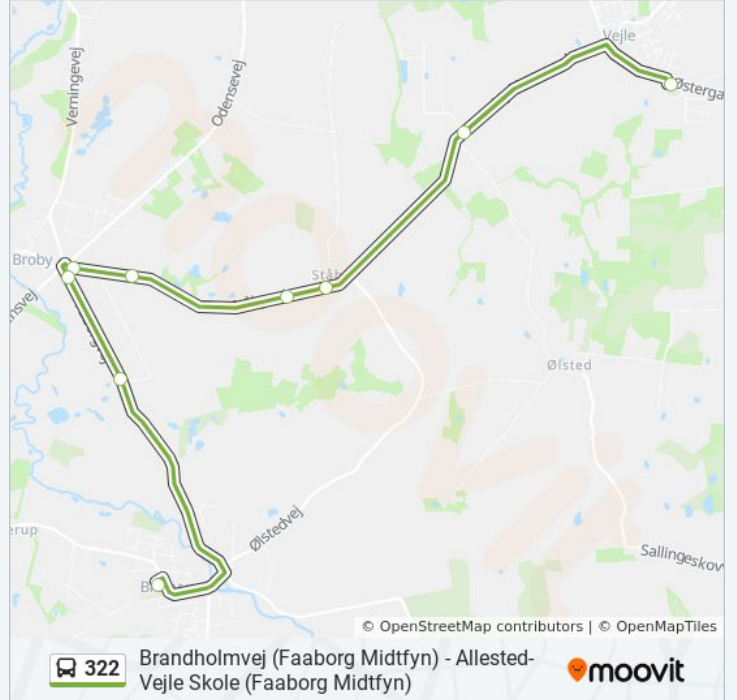 Vejle
Østerga
Verningevej
Odensevej
Broby
Ølsted
Ølstedvej
erup
Sallingeskov
© OpenStreetMap contributors | © OpenMapTiles
322
Brandholmvej (Faaborg Midtfyn) - Allested-
Vejle Skole (Faaborg Midtfyn)
moovit